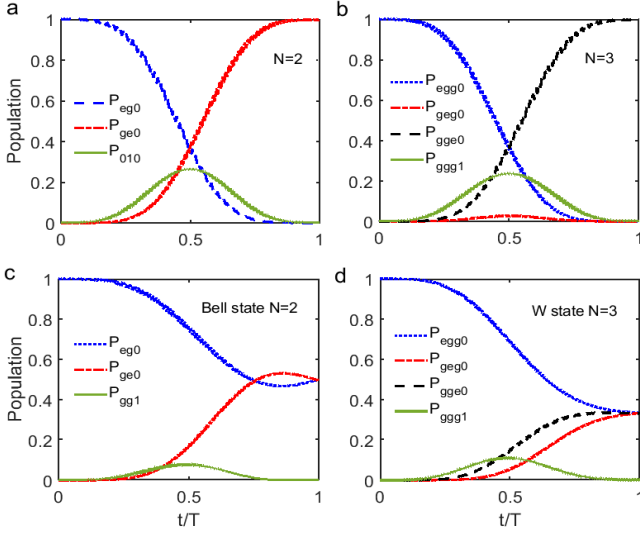 a
N=2
P_eg0
P_ge0
P_010
Population
1
0.8
0.6
0.4
0.2
0
0
0.5
1
b
N=3
P_egg0
P_geg0
P_gge0
P_ggg1
1
0.8
0.6
0.4
0.2
0
0
0.5
1
c
Bell state N=2
P_eg0
P_ge0
P_gg1
Population
1
0.8
0.6
0.4
0.2
0
0
0.5
1
t/T
d
W state N=3
P_egg0
P_geg0
P_gge0
P_ggg1
1
0.8
0.6
0.4
0.2
0
0
0.5
1
t/T